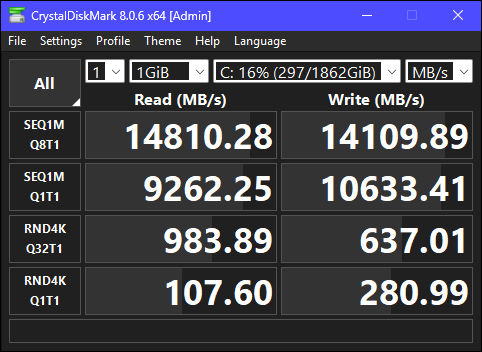 CrystalDiskMark 8.0.6 x64 [Admin]
File Settings Profile Theme Help Language
All 1 1GiB C: 16% (297/1862GiB) MB/s
Read (MB/s) Write (MB/s)
SEQ1M
Q8T1
14810.28 14109.89
SEQ1M
Q1T1
9262.25 10633.41
RND4K
Q32T1
983.89 637.01
RND4K
Q1T1
107.60 280.99